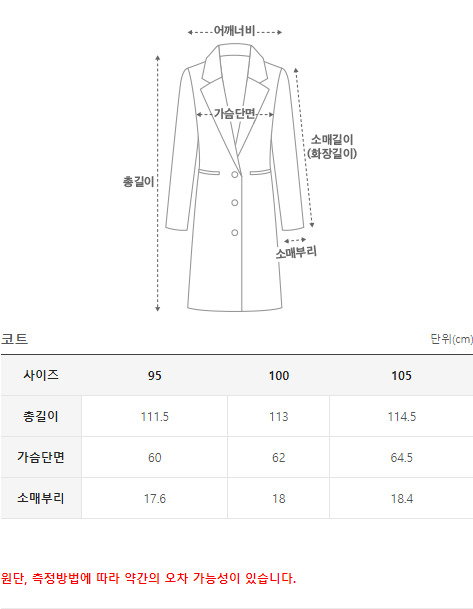 어깨너비
가슴단면
소매길이
(화장길이)
총길이
소매부리
코트 단위(cm)
사이즈 95 100 105
총길이 111.5 113 114.5
가슴단면 60 62 64.5
소매부리 17.6 18 18.4
원단, 측정방법에 따라 약간의 오차 가능성이 있습니다.